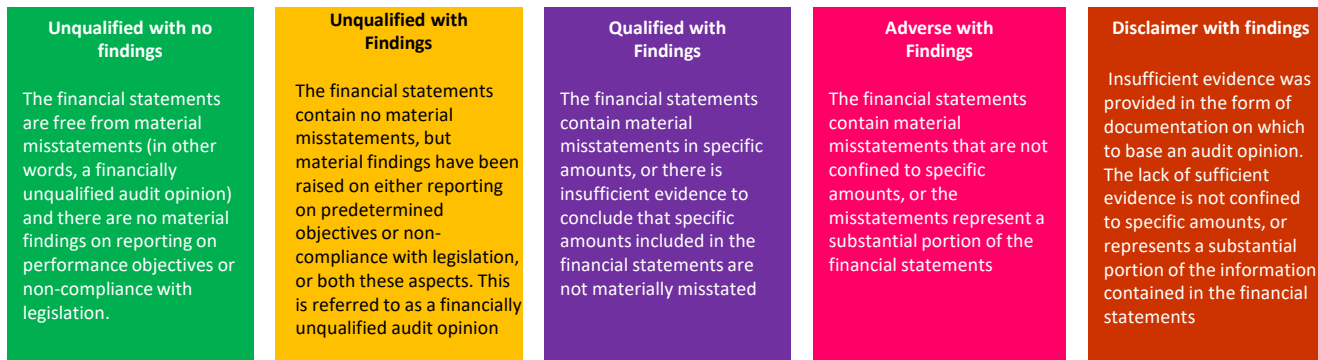 Unqualified with no
findings
The financial statements
are free from material
misstatements (in other
words, a financially
unqualified audit opinion)
and there are no material
findings on reporting on
performance objectives or
non-compliance with
legislation.
Unqualified with
Findings
The financial statements
contain no material
misstatements, but
material findings have been
raised on either reporting
on predetermined
objectives or non-
compliance with legislation,
or both these aspects. This
is referred to as a financially
unqualified audit opinion
Qualified with
Findings
The financial statements
contain material
misstatements in specific
amounts, or there is
insufficient evidence to
conclude that specific
amounts included in the
financial statements are
not materially misstated
Adverse with
Findings
The financial statements
contain material
misstatements that are not
confined to specific
amounts, or the
misstatements represent a
substantial portion of the
financial statements
Disclaimer with findings
Insufficient evidence was
provided in the form of
documentation on which
to base an audit opinion.
The lack of sufficient
evidence is not confined
to specific amounts, or
represents a substantial
portion of the information
contained in the financial
statements